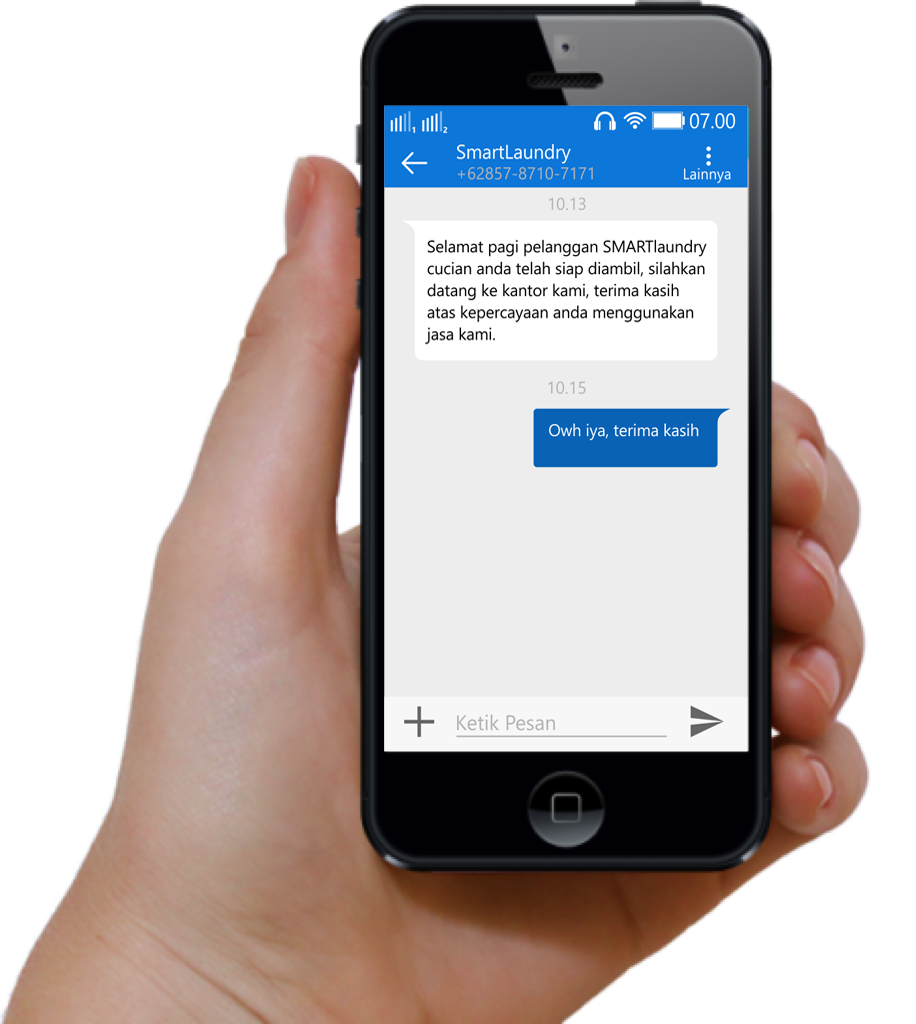 1 2 07.00
SmartLaundry
+62857-8710-7171
Lainnya
10.13
Selamat pagi pelanggan SMARTlaundry
cucian anda telah siap diambil, silahkan
datang ke kantor kami, terima kasih
atas kepercayaan anda menggunakan
jasa kami.
10.15
Owh iya, terima kasih
Ketik Pesan